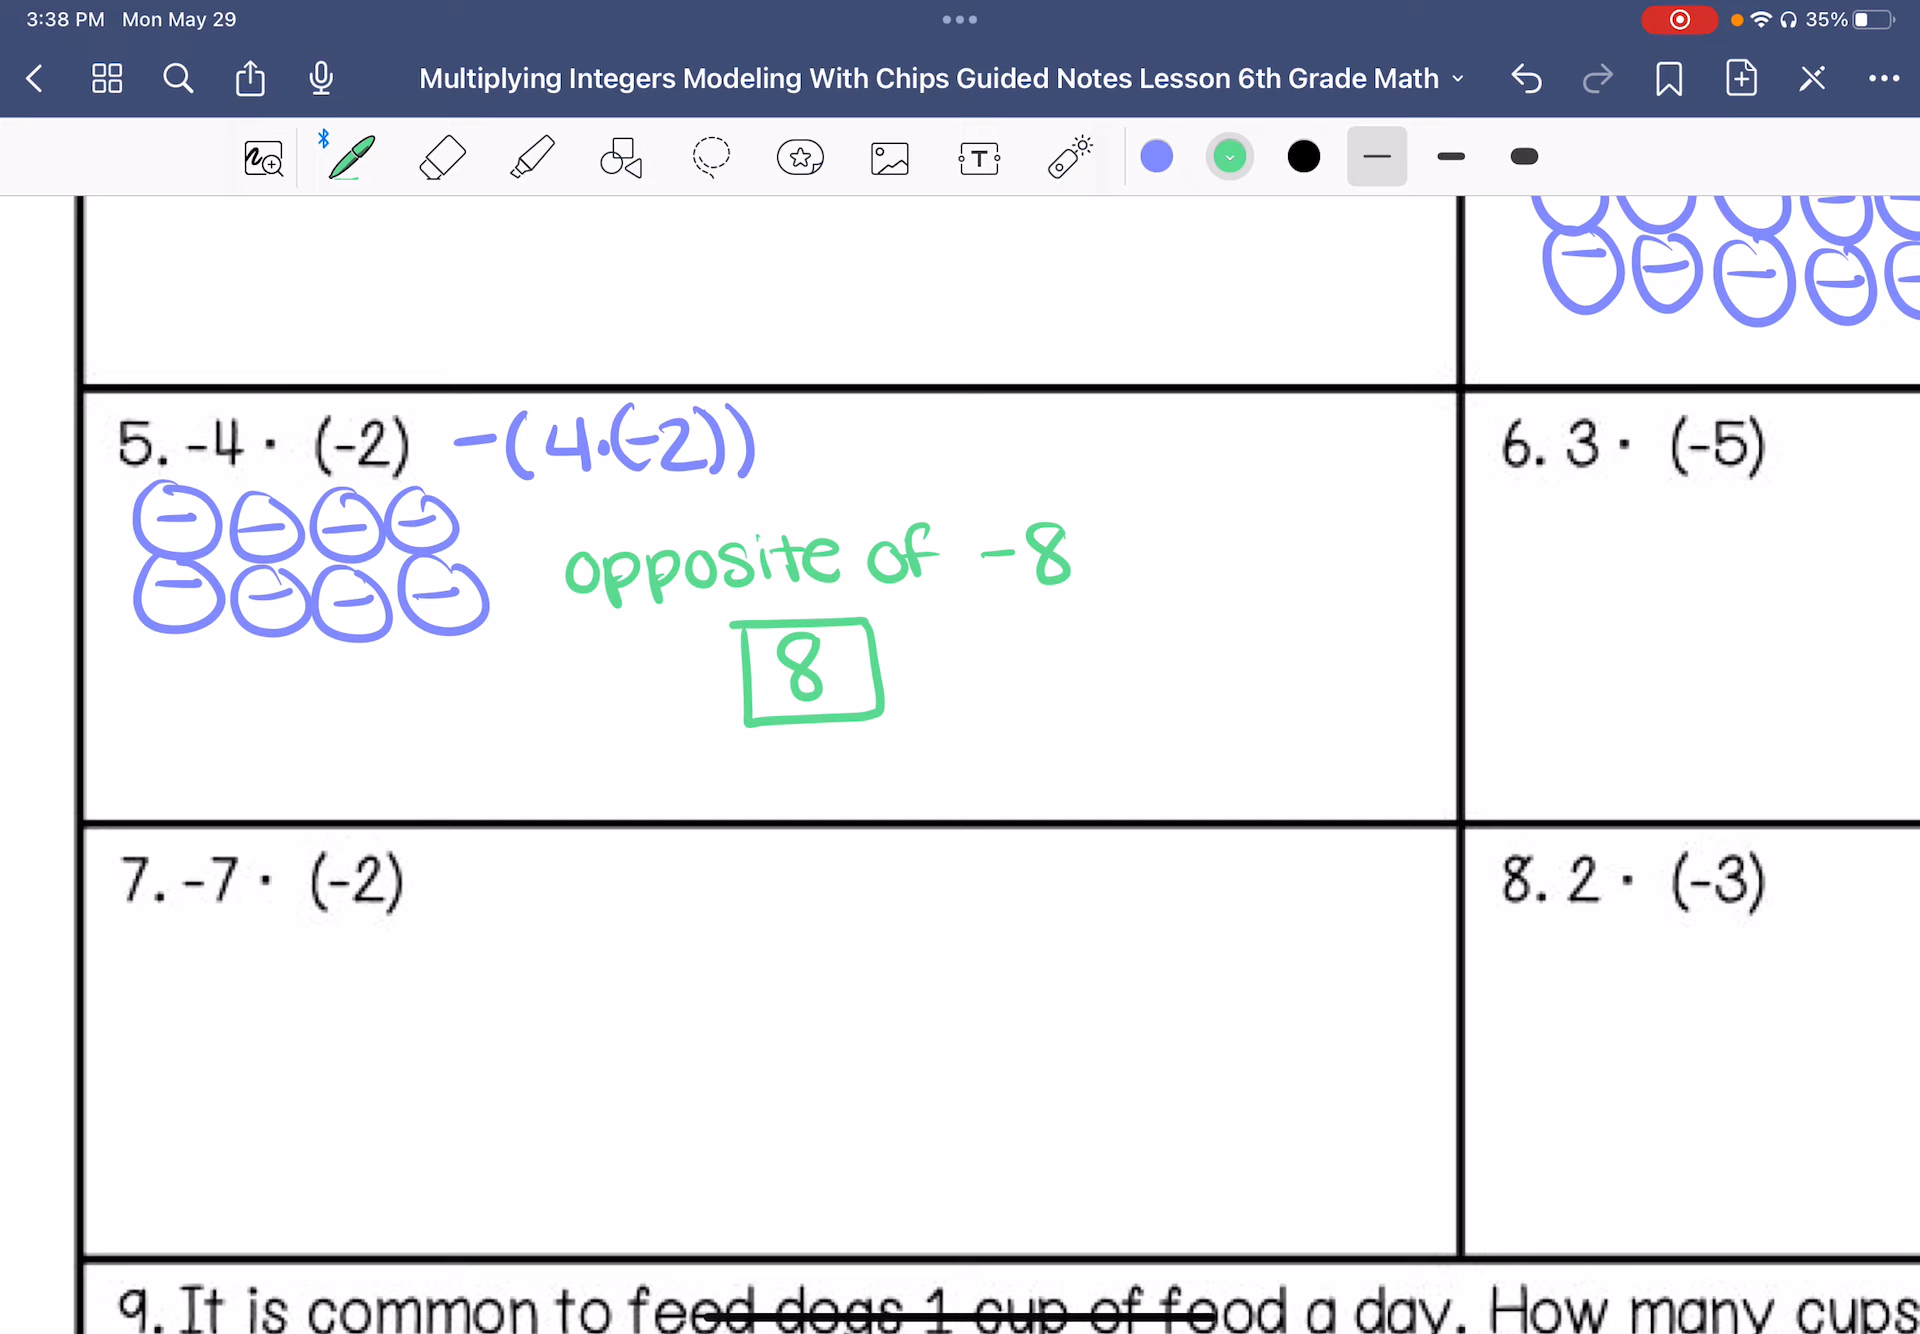 3:38 PM Mon May 29
35%
Multiplying Integers Modeling With Chips Guided Notes Lesson 6th Grade Math
T
5. -4 · (-2) -(4·(-2))
opposite of -8
8
6. 3 · (-5)
7. -7 · (-2)
8. 2 · (-3)
9. It is common to feed dogs 1 cup of food a day. How many cups